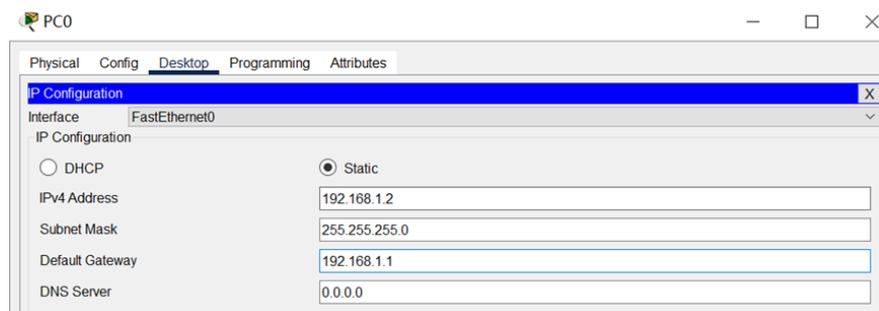 PC0
Physical Config Desktop Programming Attributes
IP Configuration X
Interface FastEthernet0
IP Configuration
DHCP Static
IPv4 Address 192.168.1.2
Subnet Mask 255.255.255.0
Default Gateway 192.168.1.1
DNS Server 0.0.0.0